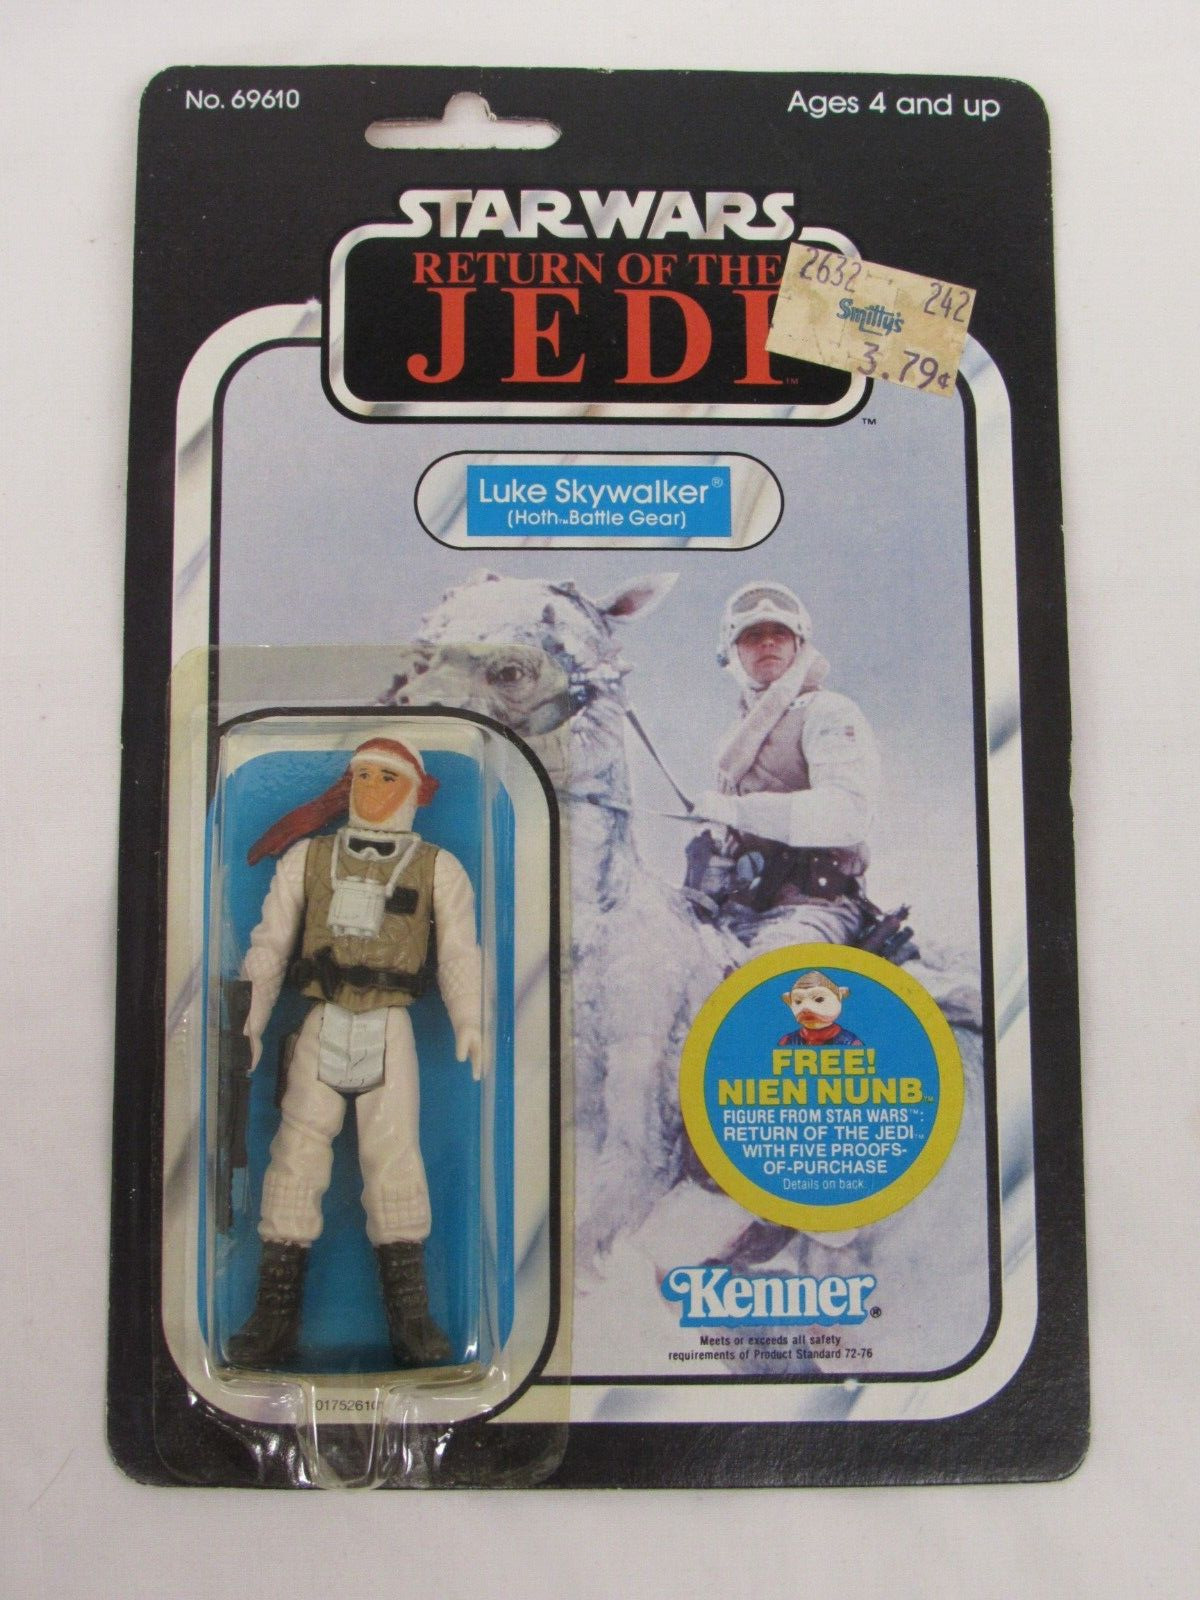 No. 69610
Ages 4 and up
STAR WARS
RETURN OF THE
JEDI™
™
2632 242
Smitty's
3.79¢
Luke Skywalker®
(Hoth™ Battle Gear)
FREE!
NIEN NUNB™
FIGURE FROM STAR WARS™:
RETURN OF THE JEDI™
WITH FIVE PROOFS-
OF-PURCHASE
Details on back.
Kenner®
Meets or exceeds all safety
requirements of Product Standard 72-76